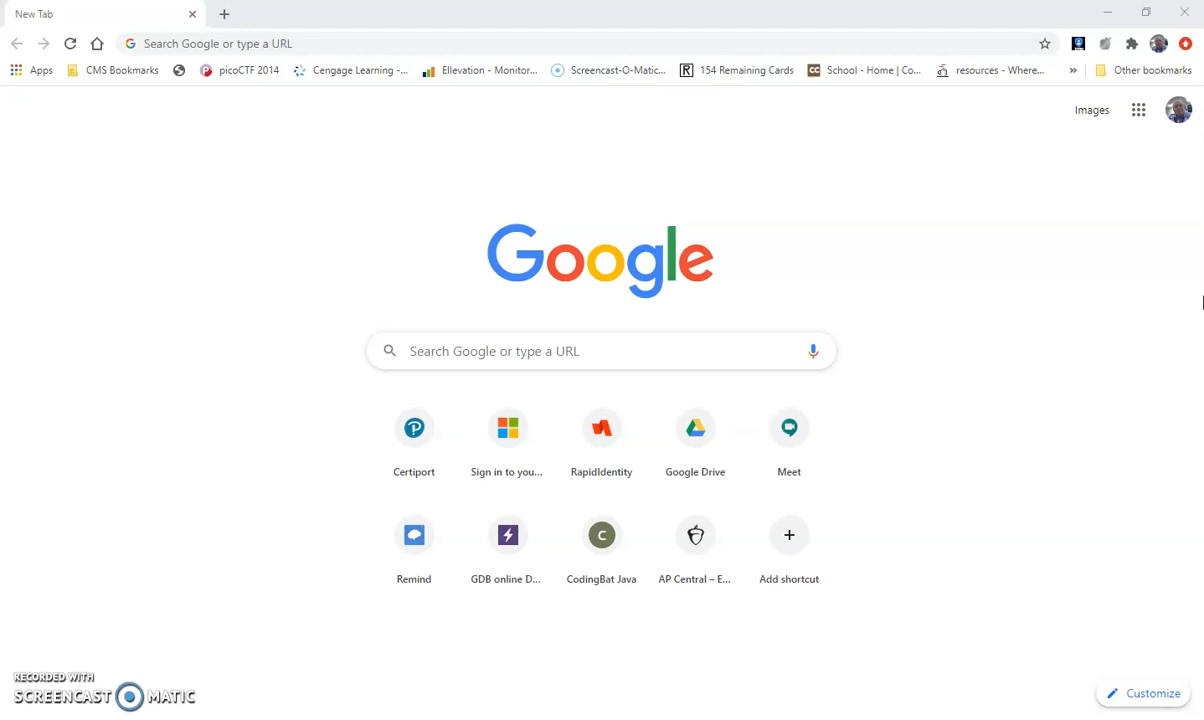 New Tab
Search Google or type a URL
Apps CMS Bookmarks picoCTF 2014 Cengage Learning -... Ellevation - Monitor... Screencast-O-Matic... R 154 Remaining Cards CC School - Home | Co... resources - Where... » Other bookmarks
Images
Google
Search Google or type a URL
Certiport Sign in to you... RapidIdentity Google Drive Meet
C
Remind GDB online D... CodingBat Java AP Central – E... Add shortcut
RECORDED WITH
SCREENCAST MATIC
Customize